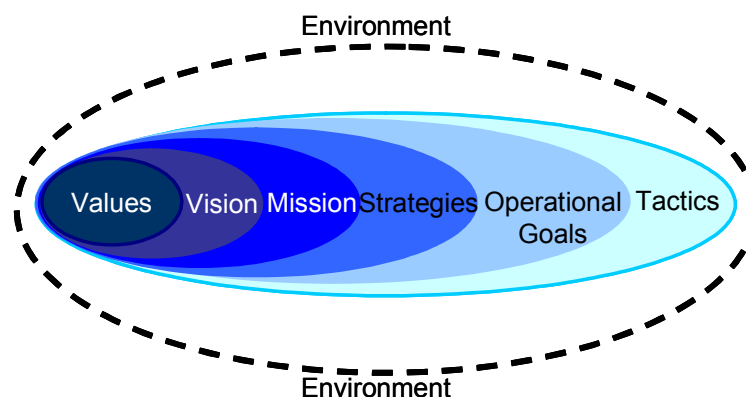 Environment
Values
Vision
Mission
Strategies
Operational
Goals
Tactics
Environment